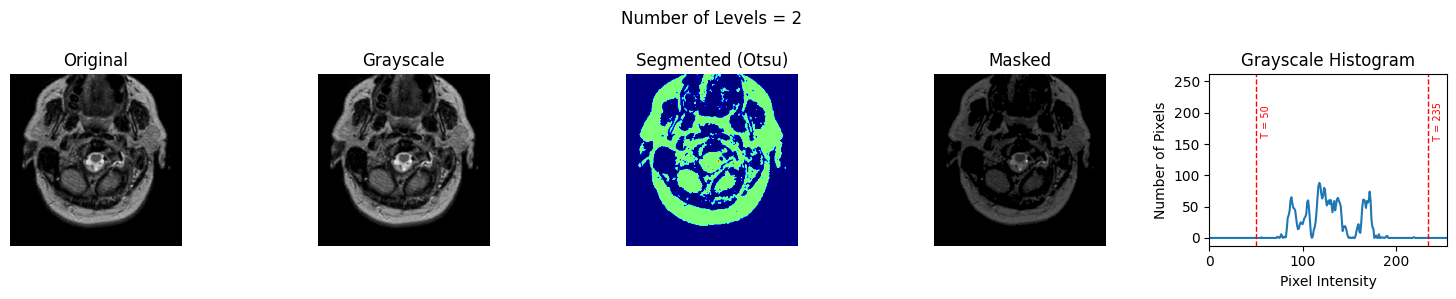 Number of Levels = 2
Original
Grayscale
Segmented (Otsu)
Masked
Grayscale Histogram
Number of Pixels
250
200
150
100
50
0
T = 50
T = 235
0
100
200
Pixel Intensity